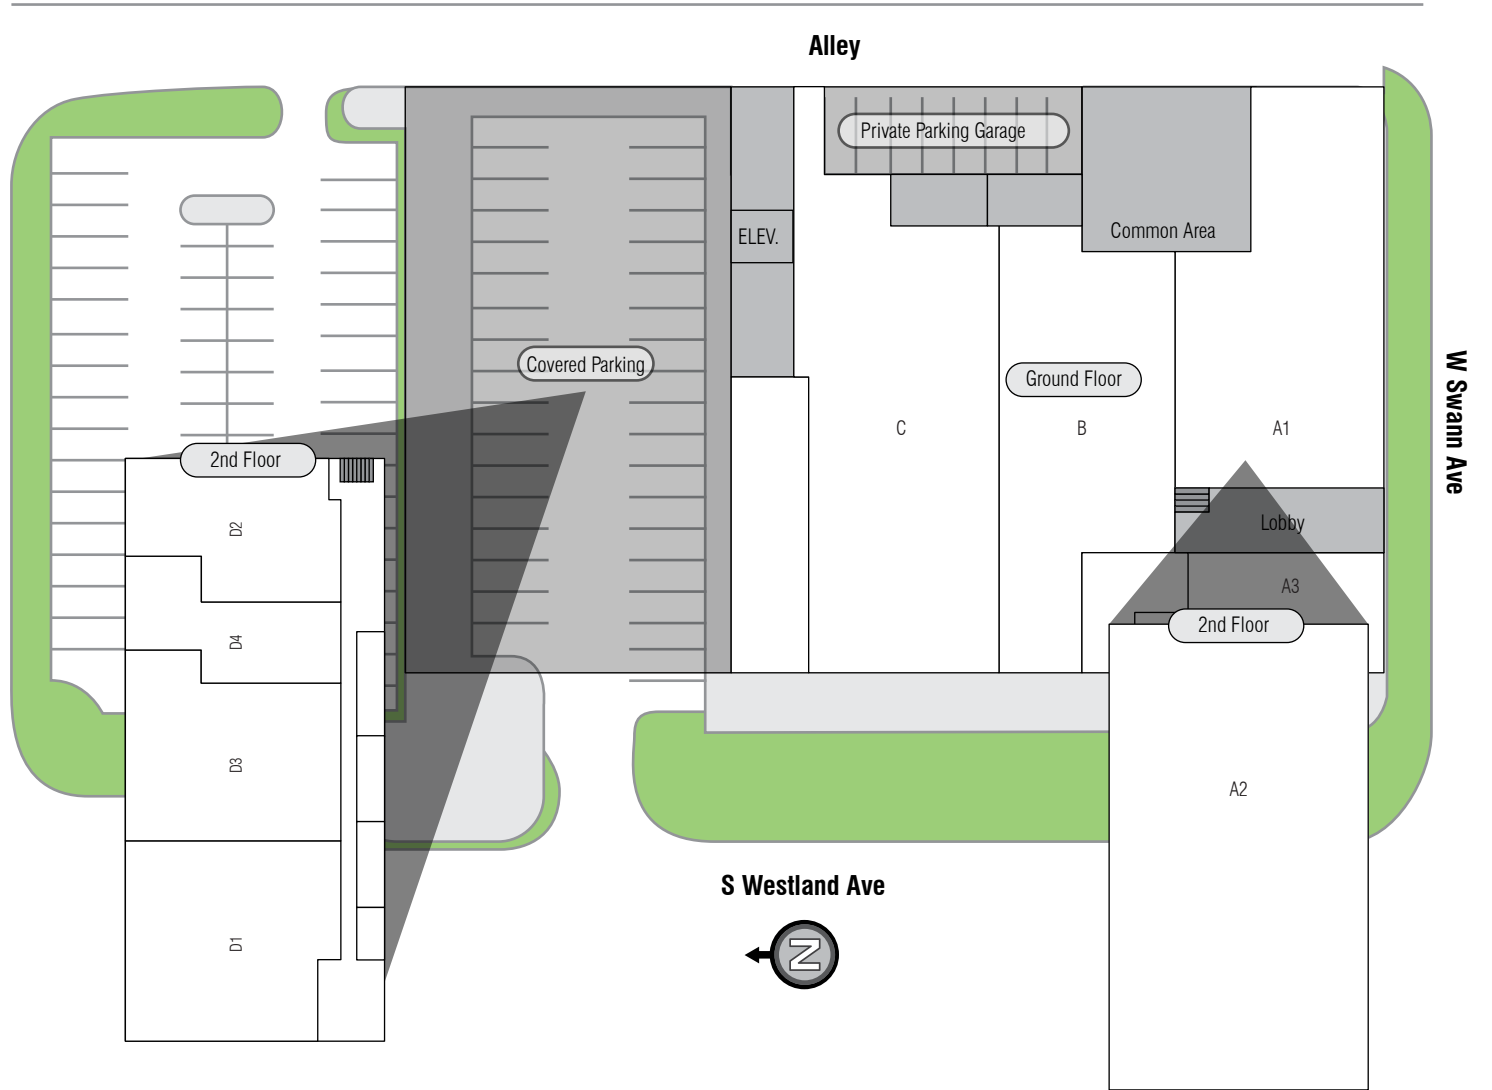 Alley
Private Parking Garage
ELEV.
Common Area
Covered Parking
Ground Floor
W Swann Ave
C
B
A1
2nd Floor
Lobby
D2
A3
2nd Floor
D4
D3
A2
S Westland Ave
D1
N